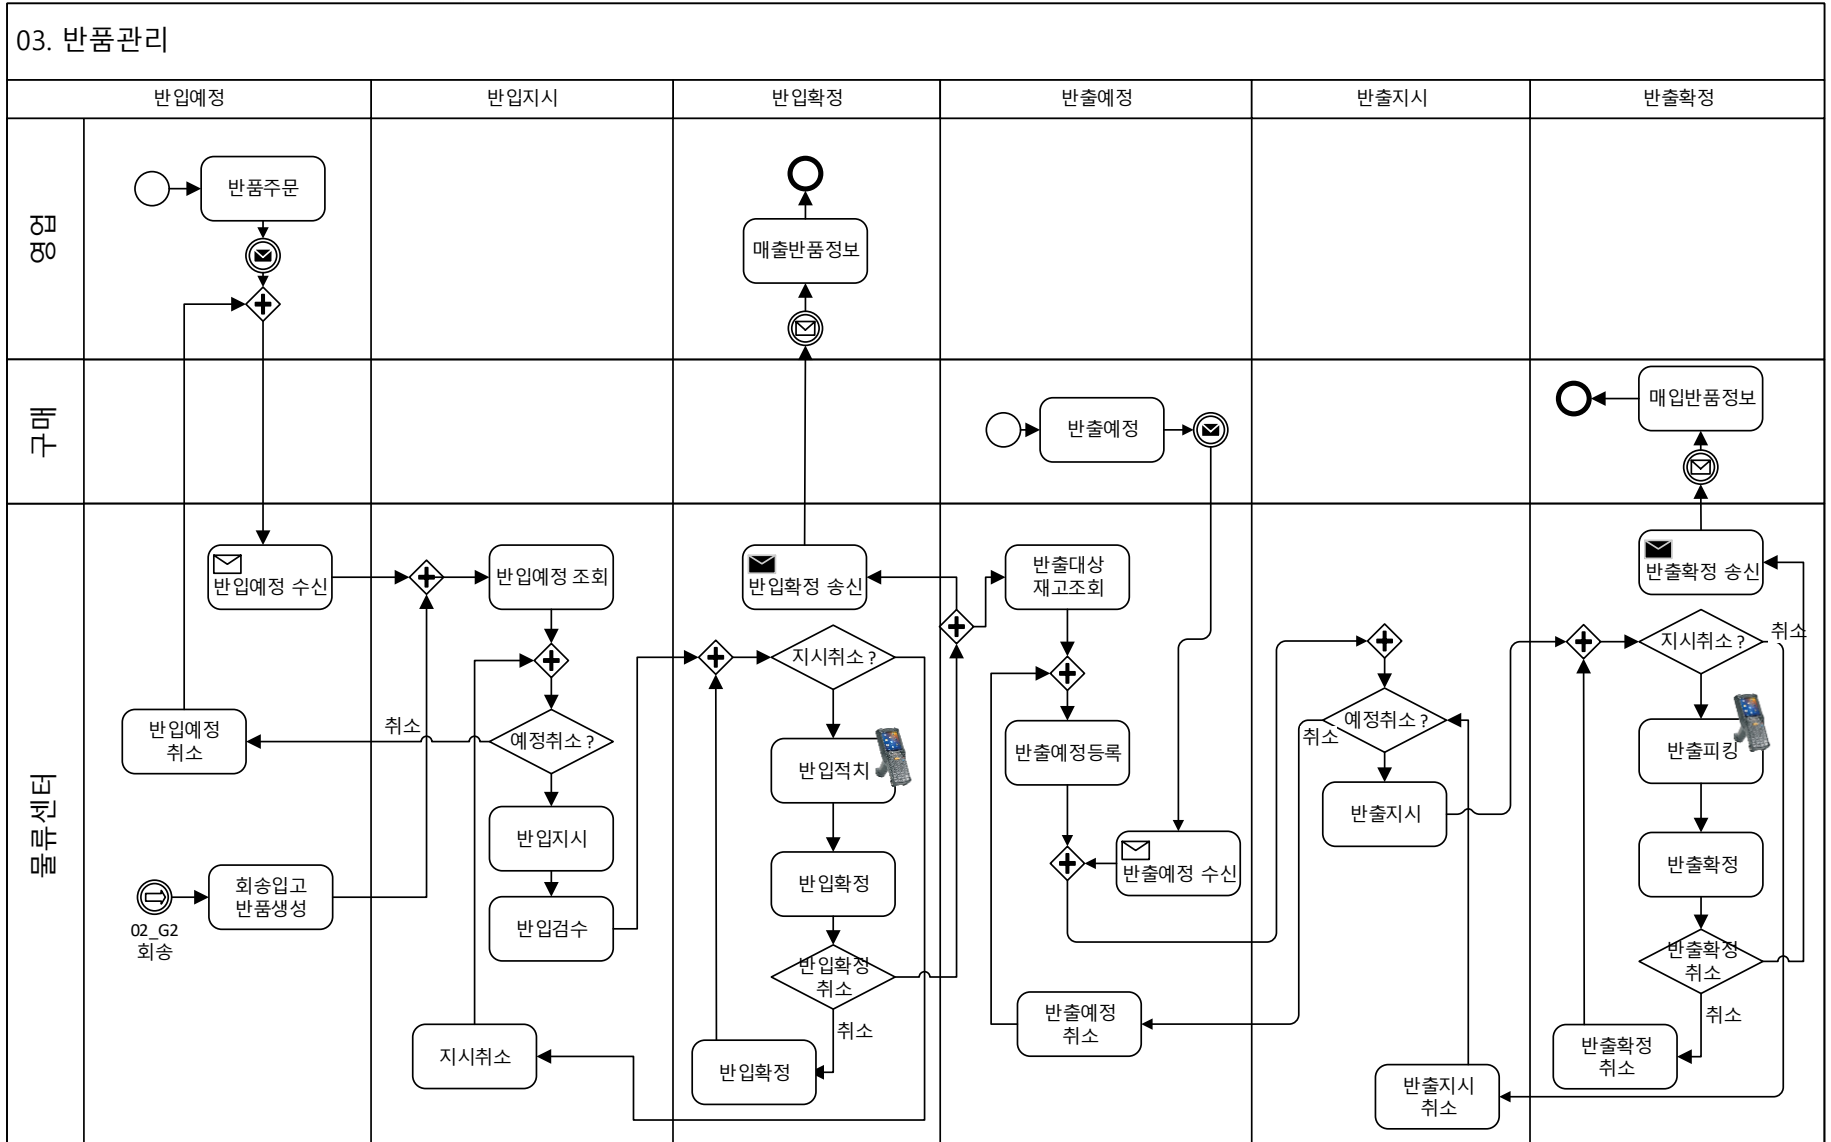 03. 반품관리
반입예정
반입지시
반입확정
반출예정
반출지시
반출확정
영업
반품주문
매출반품정보
구매
반출예정
매입반품정보
물류센터
반입예정 수신
반입예정 조회
반입확정 송신
반출대상
재고조회
반출확정 송신
지시취소 ?
지시취소 ?
취소
반입예정
취소
취소
예정취소 ?
반입적치
반출예정등록
예정취소 ?
취소
반출피킹
반입지시
반출지시
회송입고
반품생성
02_G2
회송
반입검수
반입확정
반출예정 수신
반출확정
반입확정
취소
취소
반출확정
취소
취소
지시취소
반입확정
반출예정
취소
반출지시
취소
반출확정
취소